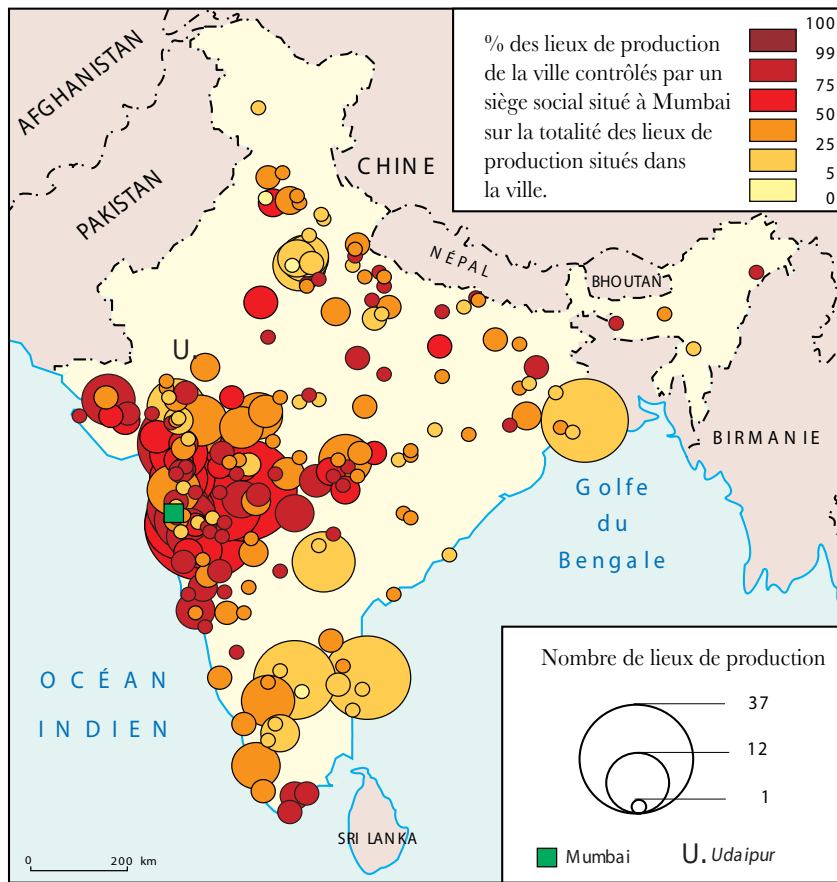 % des lieux de production
de la ville contrôlés par un
siège social situé à Mumbai
sur la totalité des lieux de
production situés dans
la ville.
100
99
75
50
25
5
0
AFGHANISTAN
PAKISTAN
CHINE
NÉPAL
BHOUTAN
BIRMANIE
U.
Golfe
du
Bengale
OCÉAN
INDIEN
SRI LANKA
0 200 km
Nombre de lieux de production
37
12
1
Mumbai
U. Udaipur